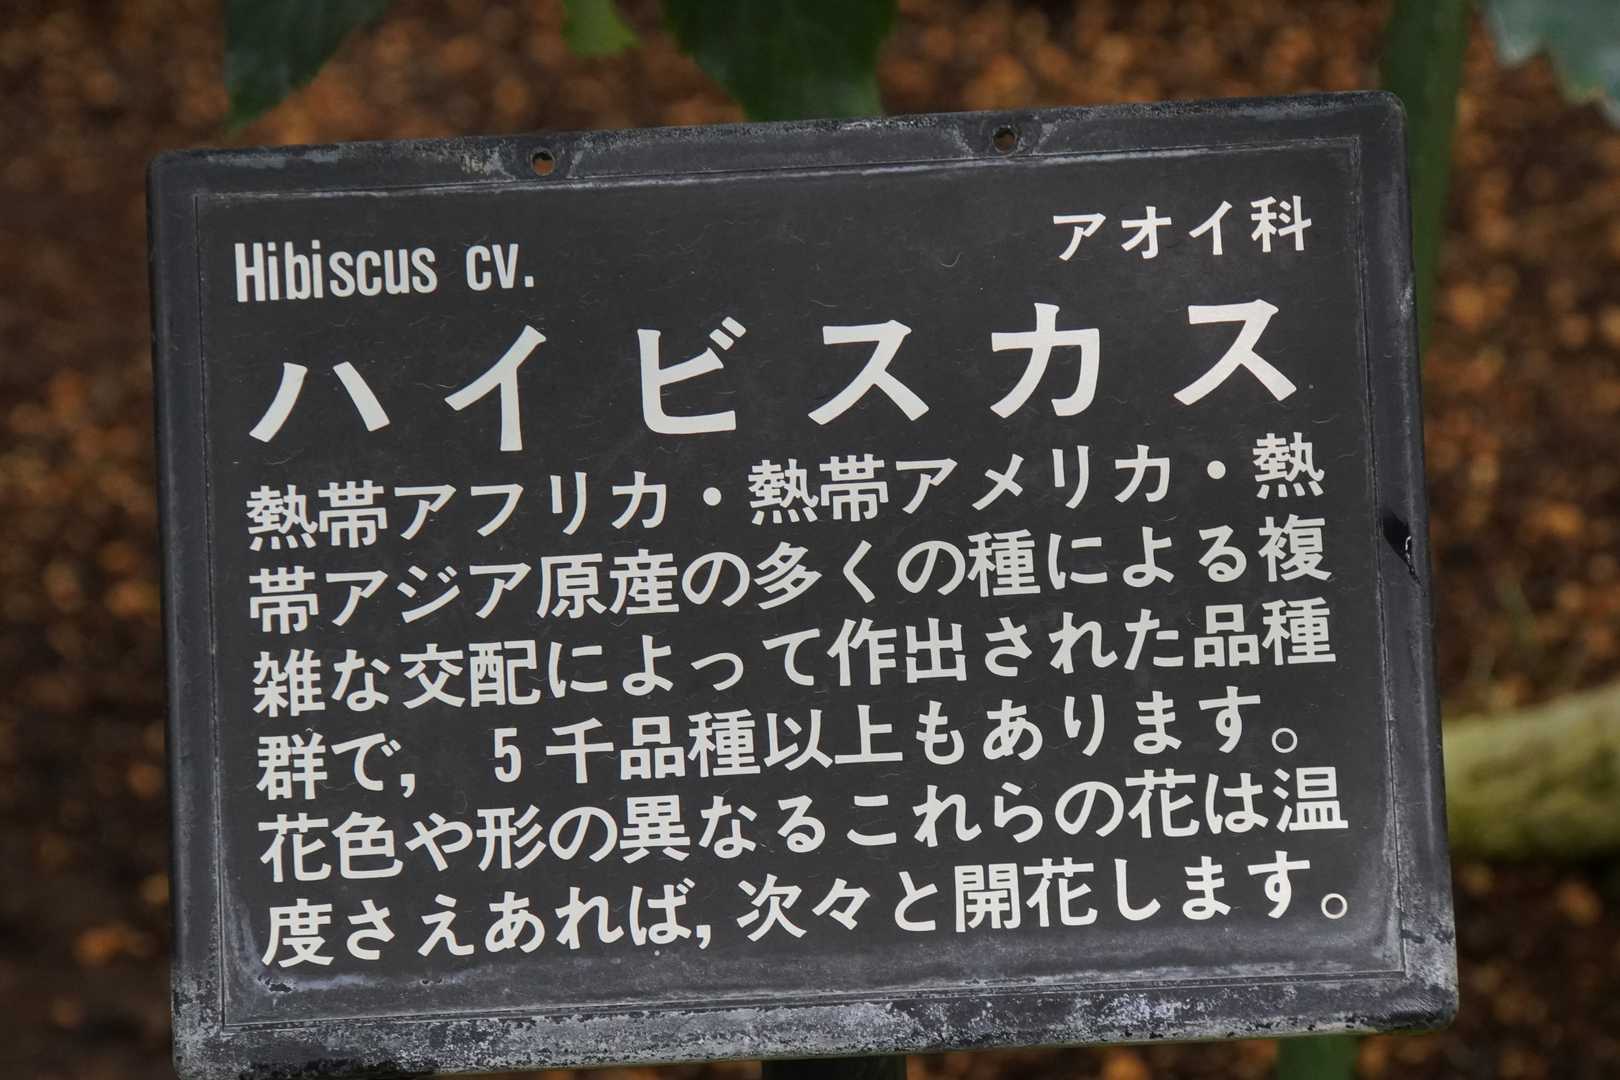 Hibiscus cv.
アオイ科
ハイビスカス
熱帯アフリカ・熱帯アメリカ・熱
帯アジア原産の多くの種による複
雑な交配によって作出された品種
群で, 5千品種以上もあります。
花色や形の異なるこれらの花は温
度さえあれば, 次々と開花します。